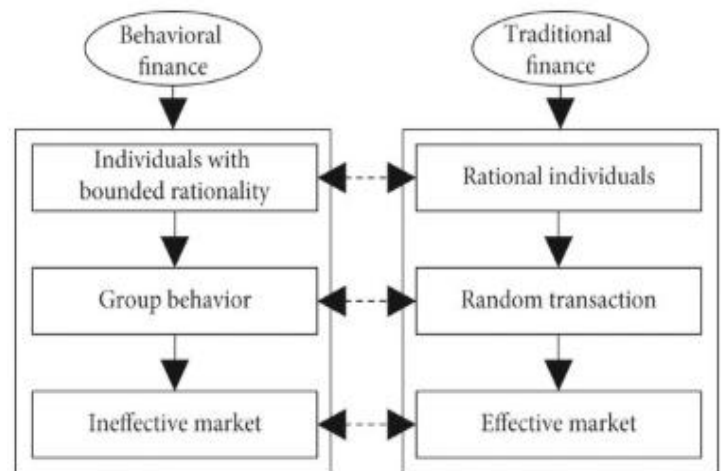 Behavioral
finance
Traditional
finance
Individuals with
bounded rationality
Rational individuals
Group behavior
Random transaction
Ineffective market
Effective market